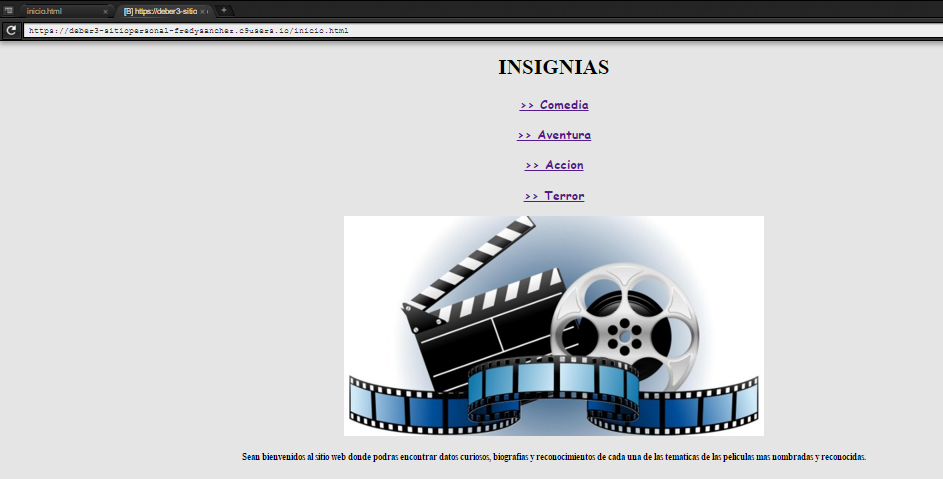 inicio.html
[B] https://deber3-sitio
https://deber3-sitiopersonal-fredysancher.c9users.io/inicio.html
INSIGNIAS
>> Comedia
>> Aventura
>> Accion
>> Terror
Sean bienvenidos al sitio web donde podras encontrar datos curiosos, biografias y reconocimientos de cada una de las tematicas de las peliculas mas nombradas y reconocidas.